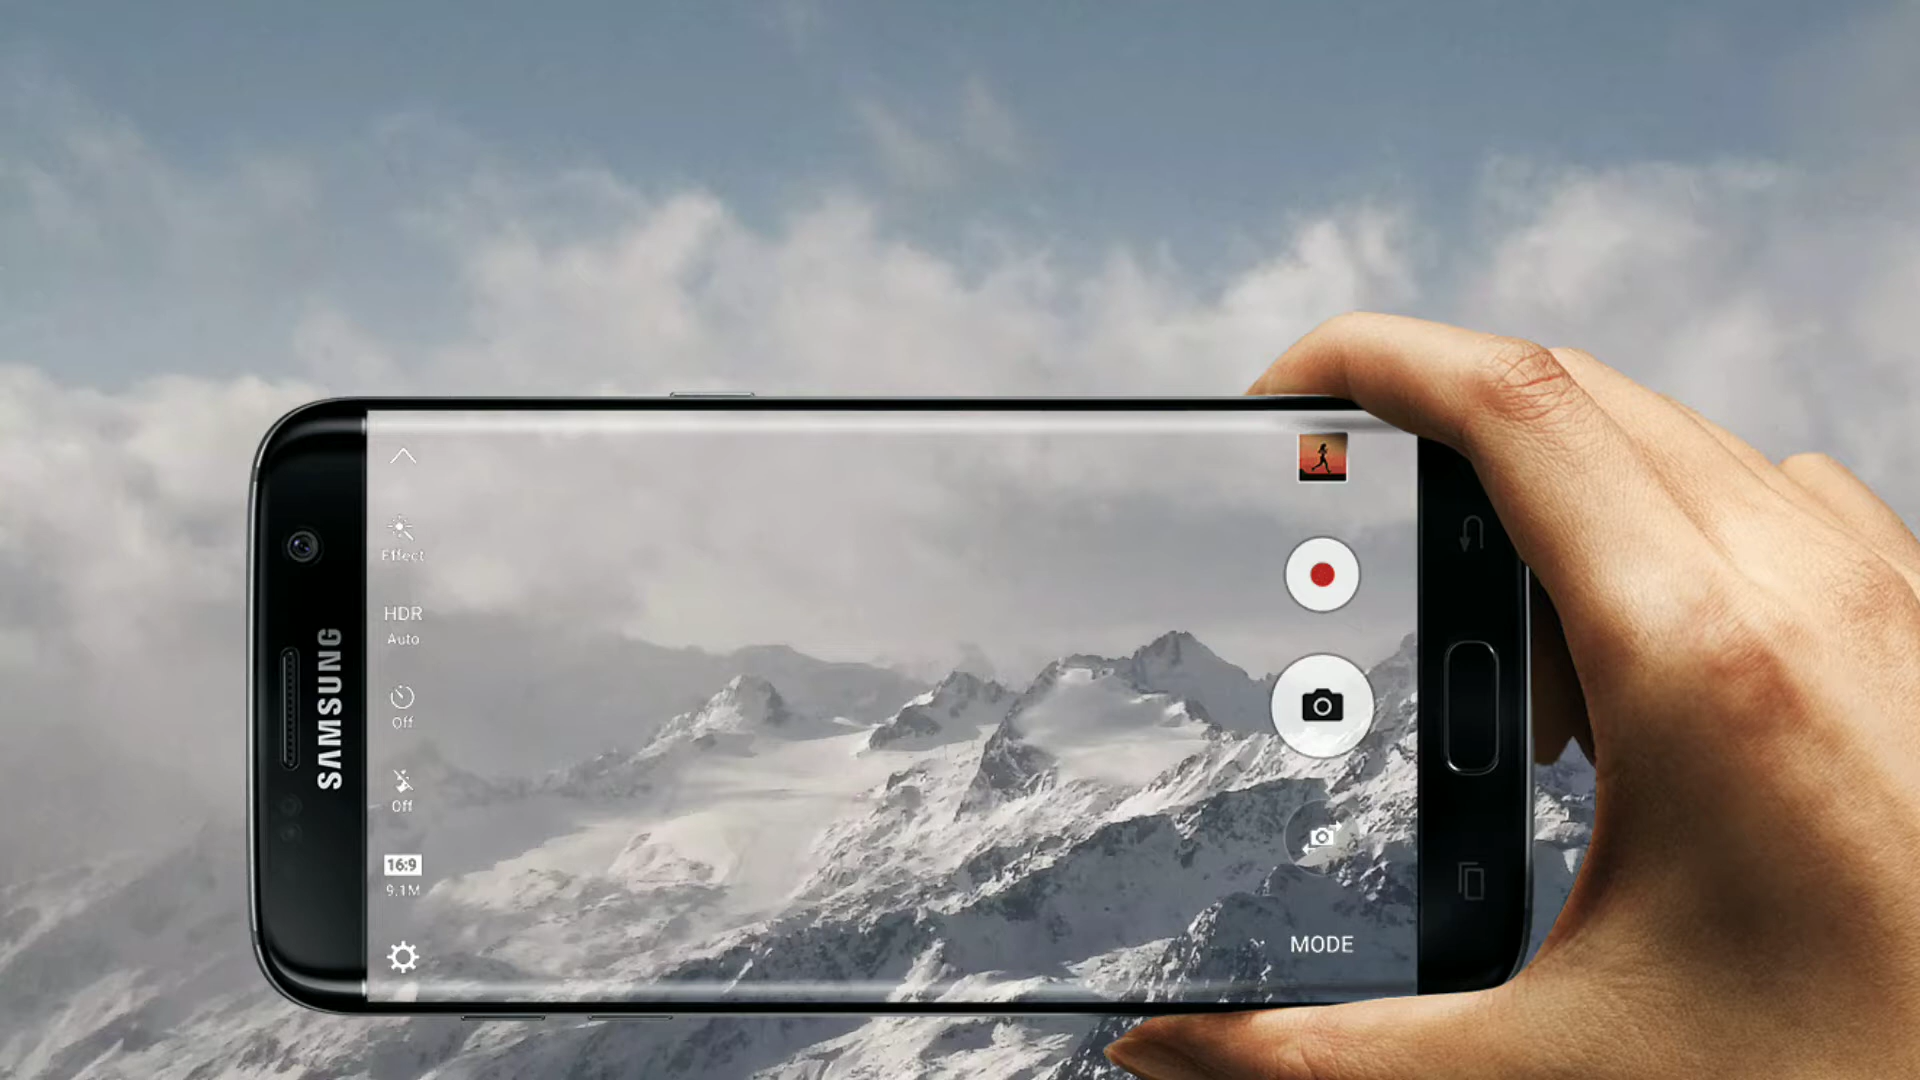 SAMSUNG
Effect
HDR
Auto
Off
Off
16:9
9.1M
MODE